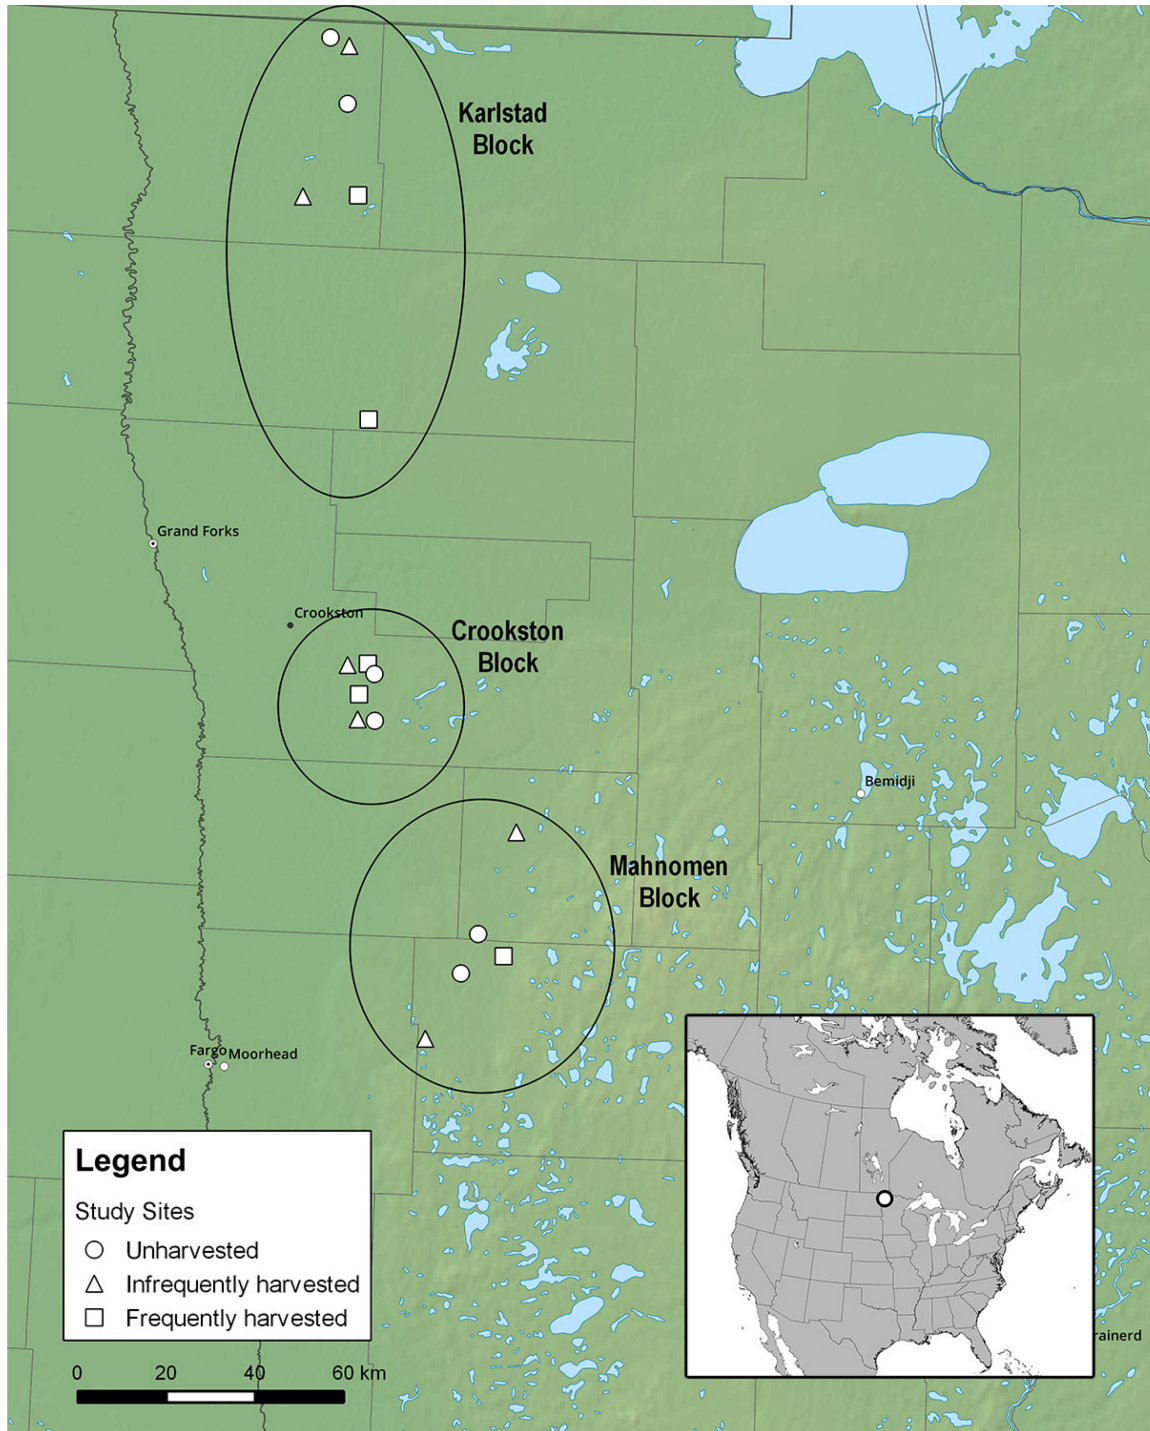 Karlstad
Block
Grand Forks
Crookston
Crookston
Block
Bemidji
Mahnomen
Block
Fargo
Moorhead
Legend
Study Sites
Unharvested
Infrequently harvested
Frequently harvested
0 20 40 60 km
rainerd